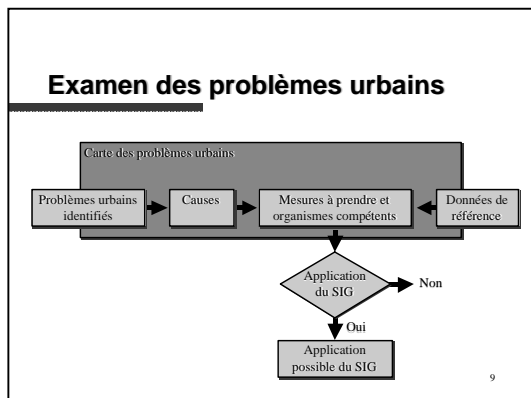 Examen des problèmes urbains
Carte des problèmes urbains
Problèmes urbains
identifiés
Causes
Mesures à prendre et
organismes compétents
Données de
référence
Application
du SIG
Non
Oui
Application
possible du SIG
9